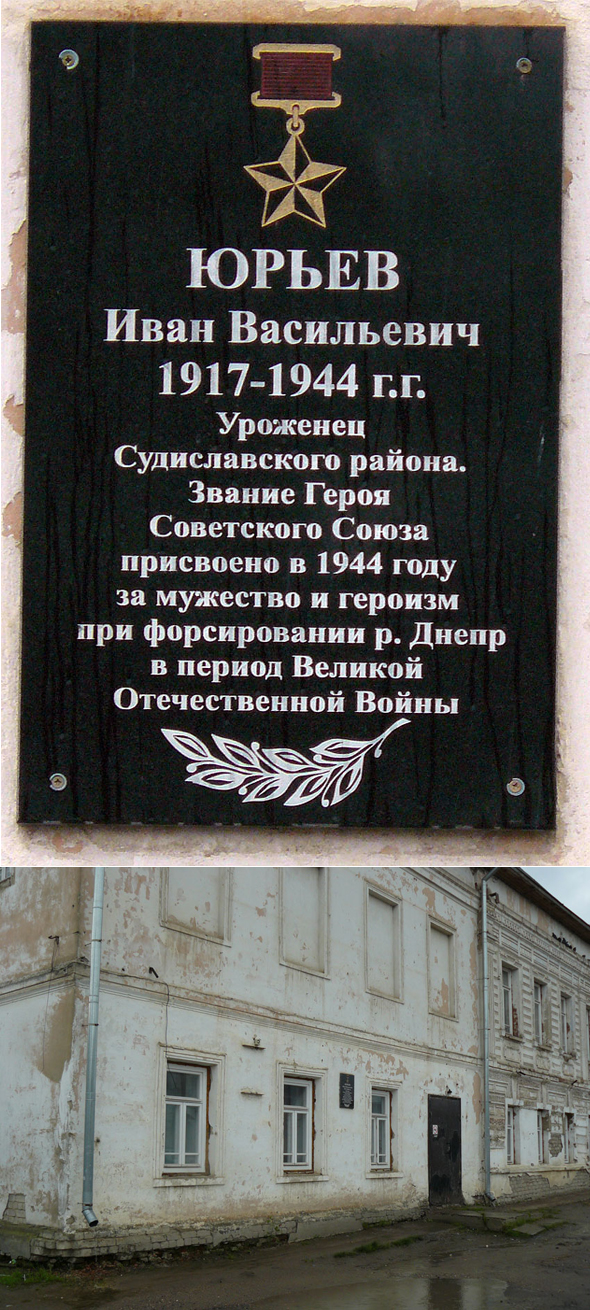 ЮРЬЕВ
Иван Васильевич
1917-1944 г.г.
Уроженец
Судиславского района.
Звание Героя
Советского Союза
присвоено в 1944 году
за мужество и героизм
при форсировании р. Днепр
в период Великой
Отечественной Войны